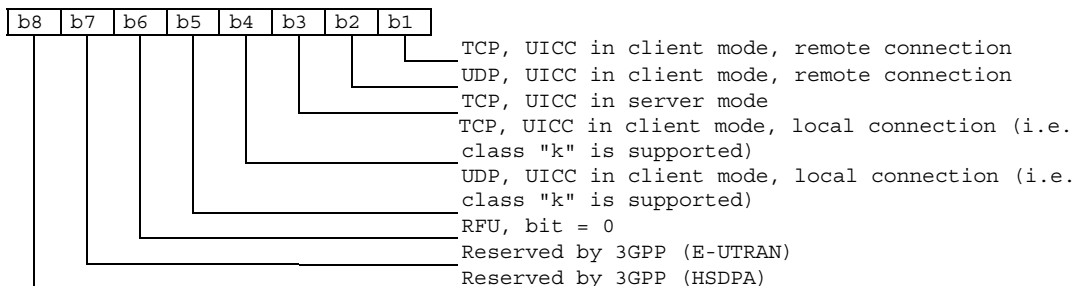 b8 b7 b6 b5 b4 b3 b2 b1
TCP, UICC in client mode, remote connection
UDP, UICC in client mode, remote connection
TCP, UICC in server mode
TCP, UICC in client mode, local connection (i.e.
class "k" is supported)
UDP, UICC in client mode, local connection (i.e.
class "k" is supported)
RFU, bit = 0
Reserved by 3GPP (E-UTRAN)
Reserved by 3GPP (HSDPA)